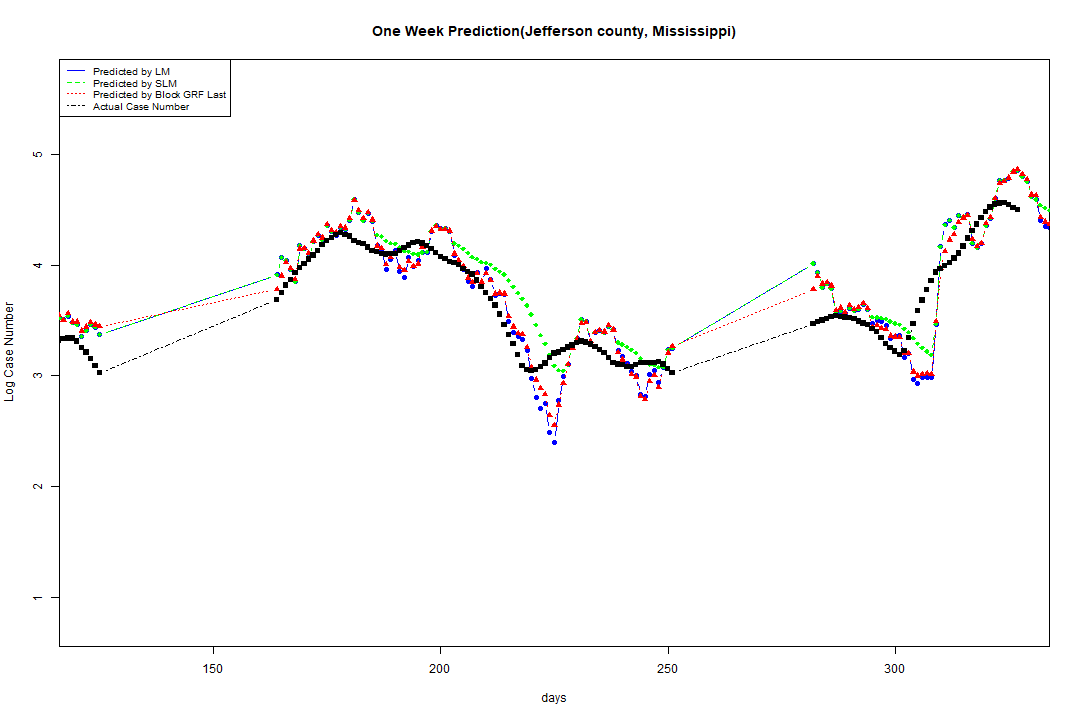 One Week Prediction(Jefferson county, Mississippi)
Predicted by LM
Predicted by SLM
Predicted by Block GRF Last
Actual Case Number
5
4
3
2
1
Log Case Number
150 200 250 300
days